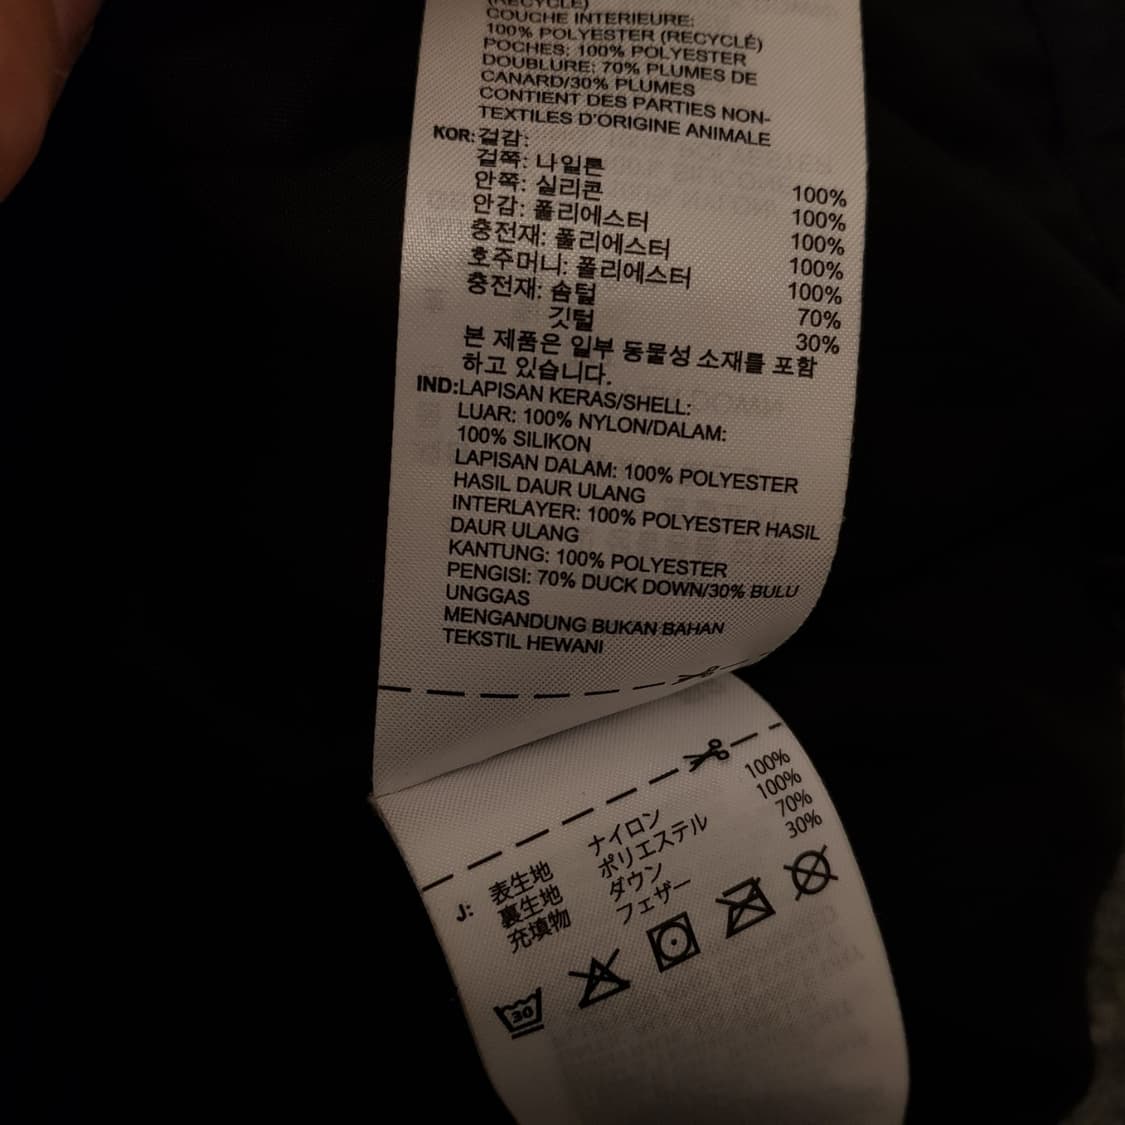 (RECYCLE)
COUCHE INTERIEURE:
100% POLYESTER (RECYCLÉ)
POCHES: 100% POLYESTER
DOUBLURE: 70% PLUMES DE
CANARD/30% PLUMES
CONTIENT DES PARTIES NON-
TEXTILES D'ORIGINE ANIMALE
KOR: 겉감:
겉쪽: 나일론 100%
안쪽: 실리콘 100%
안감: 폴리에스터 100%
충전재: 폴리에스터 100%
호주머니: 폴리에스터 100%
충전재: 솜털 70%
깃털 30%
본 제품은 일부 동물성 소재를 포함
하고 있습니다.
IND:LAPISAN KERAS/SHELL:
LUAR: 100% NYLON/DALAM:
100% SILIKON
LAPISAN DALAM: 100% POLYESTER
HASIL DAUR ULANG
INTERLAYER: 100% POLYESTER HASIL
DAUR ULANG
KANTUNG: 100% POLYESTER
PENGISI: 70% DUCK DOWN/30% BULU
UNGGAS
MENGANDUNG BUKAN BAHAN
TEKSTIL HEWANI
J: 表生地 ナイロン 100%
裏生地 ポリエステル 100%
充填物 ダウン 70%
フェザー 30%
30